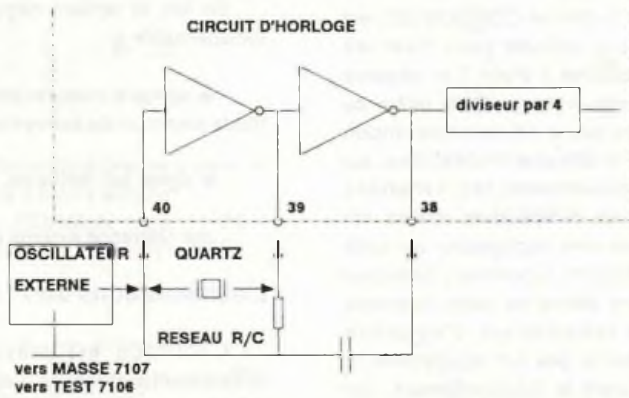 CIRCUIT D'HORLOGE
diviseur par 4
40
39
38
OSCILLATEUR
QUARTZ
EXTERNE
RESEAU R/C
vers MASSE 7107
vers TEST 7106